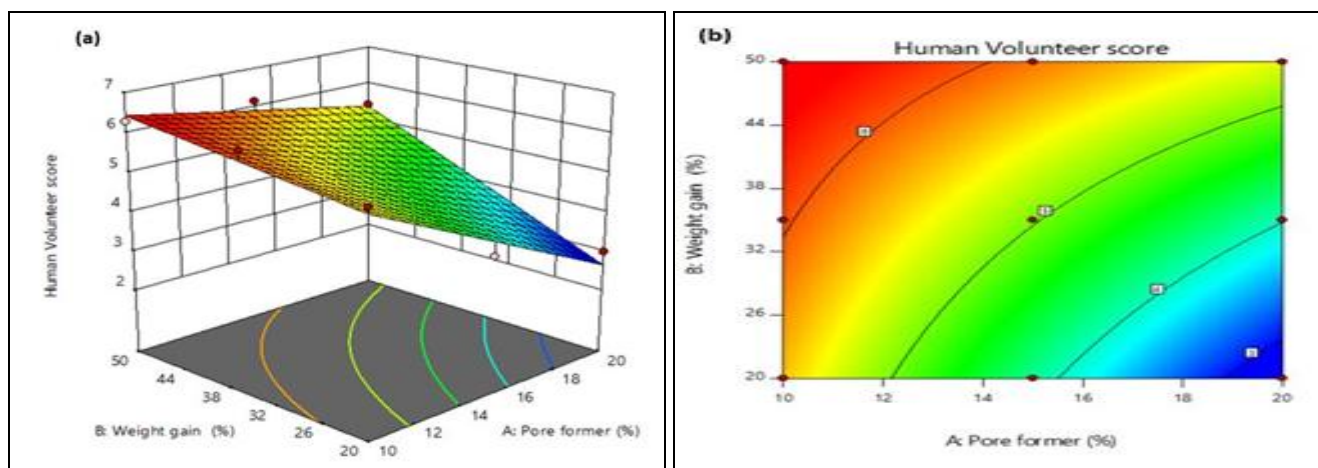 (a)
7
6
5
4
3
2
Human Volunteer score
50
44
38
32
26
20
B: Weight gain (%)
10
12
14
16
18
20
A: Pore former (%)
(b)
Human Volunteer score
50
44
38
32
26
20
B: Weight gain (%)
10 12 14 16 18 20
A: Pore former (%)